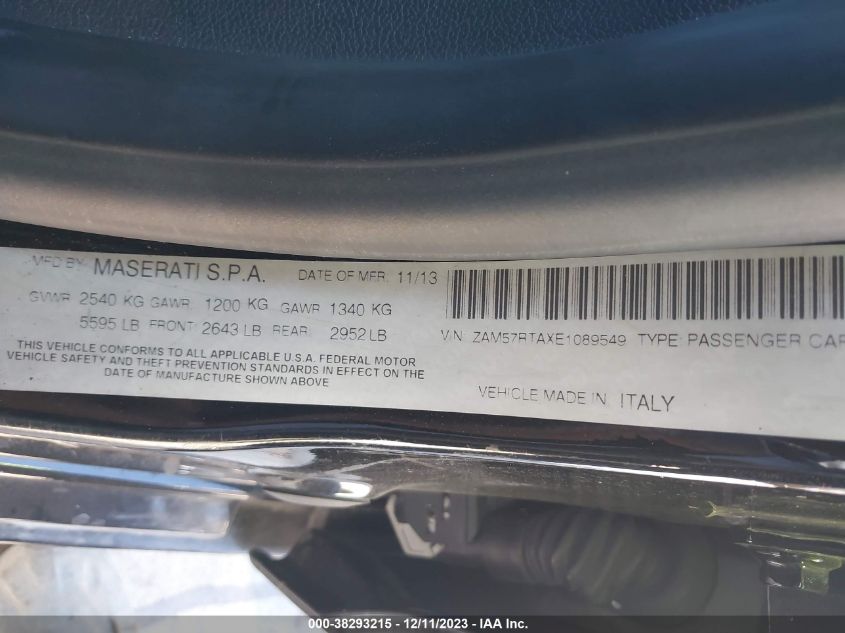 MFD BY MASERATI S.P.A. DATE OF MFR 11/13
GVWR 2540 KG GAWR 1200 KG GAWR 1340 KG
5595 LB FRONT 2643 LB REAR 2952 LB
THIS VEHICLE CONFORMS TO ALL APPLICABLE U.S.A. FEDERAL MOTOR
VEHICLE SAFETY AND THEFT PREVENTION STANDARDS IN EFFECT ON THE
DATE OF MANUFACTURE SHOWN ABOVE
V.I.N. ZAM57RTAXE1089549 TYPE: PASSENGER CAR
VEHICLE MADE IN ITALY
000-38293215 - 12/11/2023 - IAA Inc.